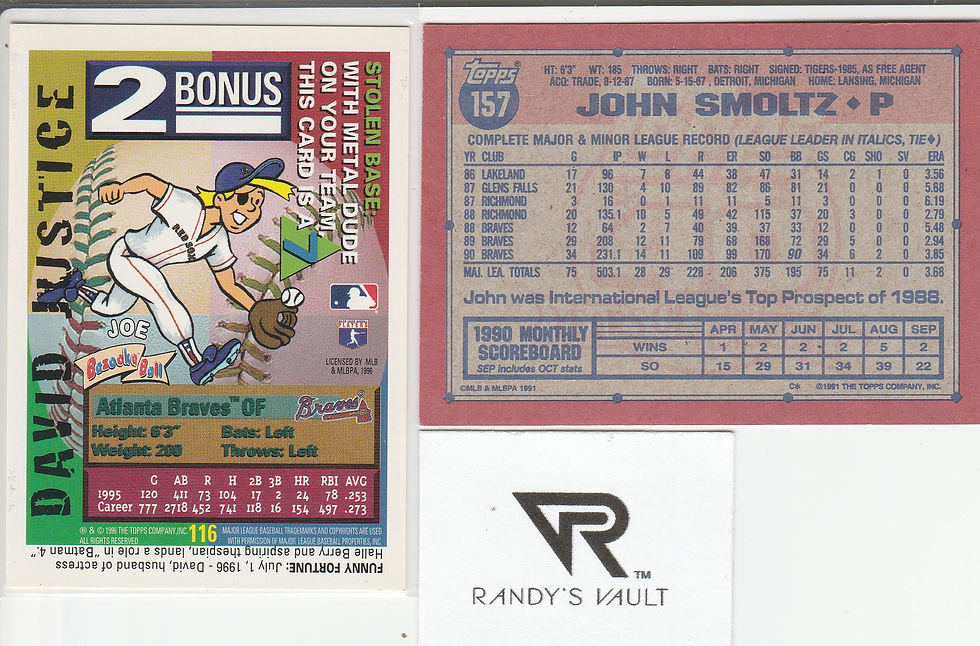 2 BONUS
STOLEN BASE:
WITH METAL DUDE
ON YOUR TEAM,
THIS CARD IS A
7
DAVID JUSTICE
RED SOX
JOE
Bazooka Ball
PLAYERS
LICENSED BY MLB
& MLBPA, 1996
Atlanta Braves™ OF
Braves
Height: 6'3" Bats: Left
Weight: 200 Throws: Left
G AB R H 2B 3B HR RBI AVG
1995 120 411 73 104 17 2 24 78 .253
Career 777 2718 452 741 118 16 154 497 .273
® & © 1996 THE TOPPS COMPANY, INC.
ALL RIGHTS RESERVED
116
MAJOR LEAGUE BASEBALL TRADEMARKS AND COPYRIGHTS ARE USED
WITH PERMISSION OF MAJOR LEAGUE BASEBALL PROPERTIES, INC.
FUNNY FORTUNE: July 1, 1996 - David, husband of actress
Halle Berry and aspiring thespian, lands a role in "Batman 4."
topps®
157
HT: 6'3" WT: 185 THROWS: RIGHT BATS: RIGHT SIGNED: TIGERS-1985, AS FREE AGENT
ACQ: TRADE, 8-12-87 BORN: 5-15-67, DETROIT, MICHIGAN HOME: LANSING, MICHIGAN
JOHN SMOLTZ ♦ P
COMPLETE MAJOR & MINOR LEAGUE RECORD (LEAGUE LEADER IN ITALICS, TIE♦)
YR CLUB G IP W L R ER SO BB GS CG SHO SV ERA
86 LAKELAND 17 96 7 8 44 38 47 31 14 2 1 0 3.56
87 GLENS FALLS 21 130 4 10 89 82 86 81 21 0 0 0 5.68
87 RICHMOND 3 16 0 1 11 11 5 11 3 0 0 0 6.19
88 RICHMOND 20 135.1 10 5 49 42 115 37 20 3 0 0 2.79
88 BRAVES 12 64 2 7 40 39 37 33 12 0 0 0 5.48
89 BRAVES 29 208 12 11 79 68 168 72 29 5 0 0 2.94
90 BRAVES 34 231.1 14 11 109 99 170 90 34 6 2 0 3.85
MAJ. LEA. TOTALS 75 503.1 28 29 228 206 375 195 75 11 2 0 3.68
John was International League's Top Prospect of 1988.
1990 MONTHLY
SCOREBOARD
SEP includes OCT stats
APR MAY JUN JUL AUG SEP
WINS 1 2 2 2 5 2
SO 15 29 31 34 39 22
©MLB & MLBPA 1991 C* ©1991 THE TOPPS COMPANY, INC.
VR
™
RANDY'S VAULT